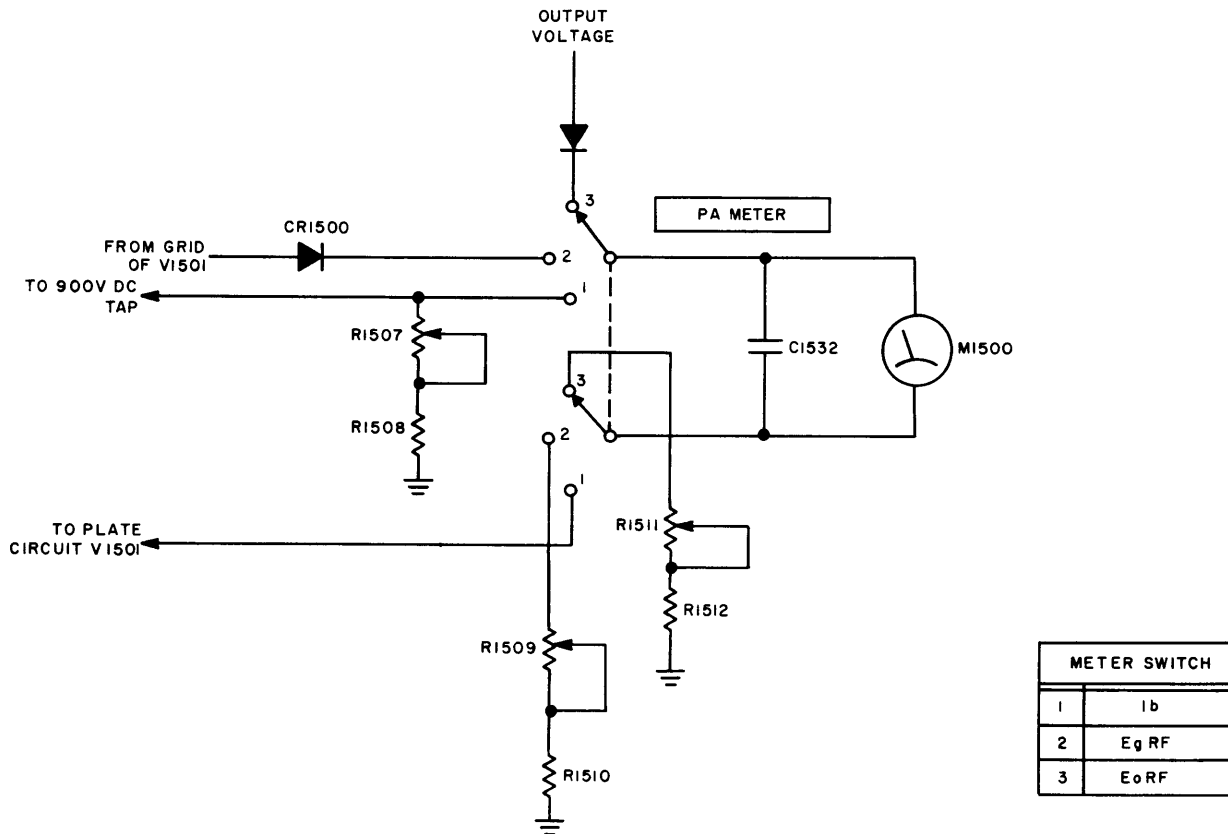 OUTPUT
VOLTAGE
3
PA METER
CR1500
FROM GRID
OF V1501
2
TO 900V DC
TAP
1
R1507
C1532
M1500
3
R1508
2
1
TO PLATE
CIRCUIT V1501
R1511
R1512
R1509
R1510
METER SWITCH
1 Ib
2 Eg RF
3 Eo RF